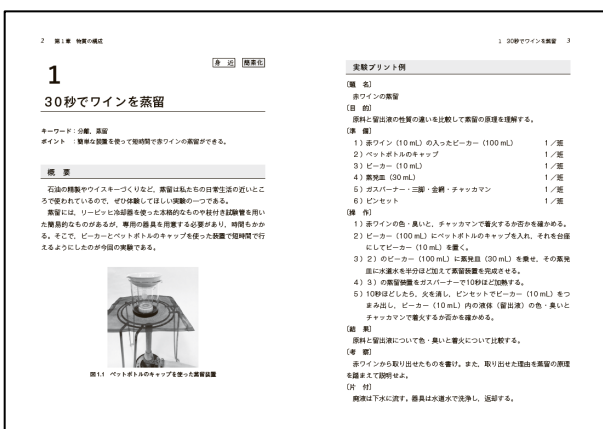 2 第1章 物質の構成
身 近 簡素化
1
30秒でワインを蒸留
キーワード：分離，蒸留
ポイント ：簡単な装置を使って短時間で赤ワインの蒸留ができる。
概 要
石油の精製やウイスキーづくりなど，蒸留は私たちの日常生活の近いとこ
ろで使われているので，ぜひ体験してほしい実験の一つである。
蒸留には，リービッヒ冷却器を使った本格的なものや枝付き試験管を用い
た簡易的なものがあるが，専用の器具を用意する必要があり，時間もかか
る。そこで，ビーカーとペットボトルのキャップを使った装置で短時間で行
えるようにしたのが今回の実験である。
図1.1 ペットボトルのキャップを使った蒸留装置
1 30秒でワインを蒸留 3
実験プリント例
〔題 名〕
赤ワインの蒸留
〔目 的〕
原料と留出液の性質の違いを比較して蒸留の原理を理解する。
〔準 備〕
1）赤ワイン（10 mL）の入ったビーカー（100 mL） 1／班
2）ペットボトルのキャップ 1／班
3）ビーカー（10 mL） 1／班
4）蒸発皿（30 mL） 1／班
5）ガスバーナー・三脚・金網・チャッカマン 1／班
6）ピンセット 1／班
〔操 作〕
1）赤ワインの色・臭いと，チャッカマンで着火するか否かを確かめる。
2）ビーカー（100 mL）にペットボトルのキャップを入れ，それを台座
にしてビーカー（10 mL）を置く。
3）2）のビーカー（100 mL）に蒸発皿（30 mL）を乗せ，その蒸発
皿に水道水を半分ほど加えて蒸留装置を完成させる。
4）3）の蒸留装置をガスバーナーで10秒ほど加熱する。
5）10秒ほどしたら，火を消し，ピンセットでビーカー（10 mL）をつ
まみ出し，ビーカー（10 mL）内の液体（留出液）の色・臭いと
チャッカマンで着火するか否かを確かめる。
〔結 果〕
原料と留出液について色・臭いと着火について比較する。
〔考 察〕
赤ワインから取り出せたものを書け。また，取り出せた理由を蒸留の原理
を踏まえて説明せよ。
〔片 付〕
廃液は下水に流す。器具は水道水で洗浄し，返却する。